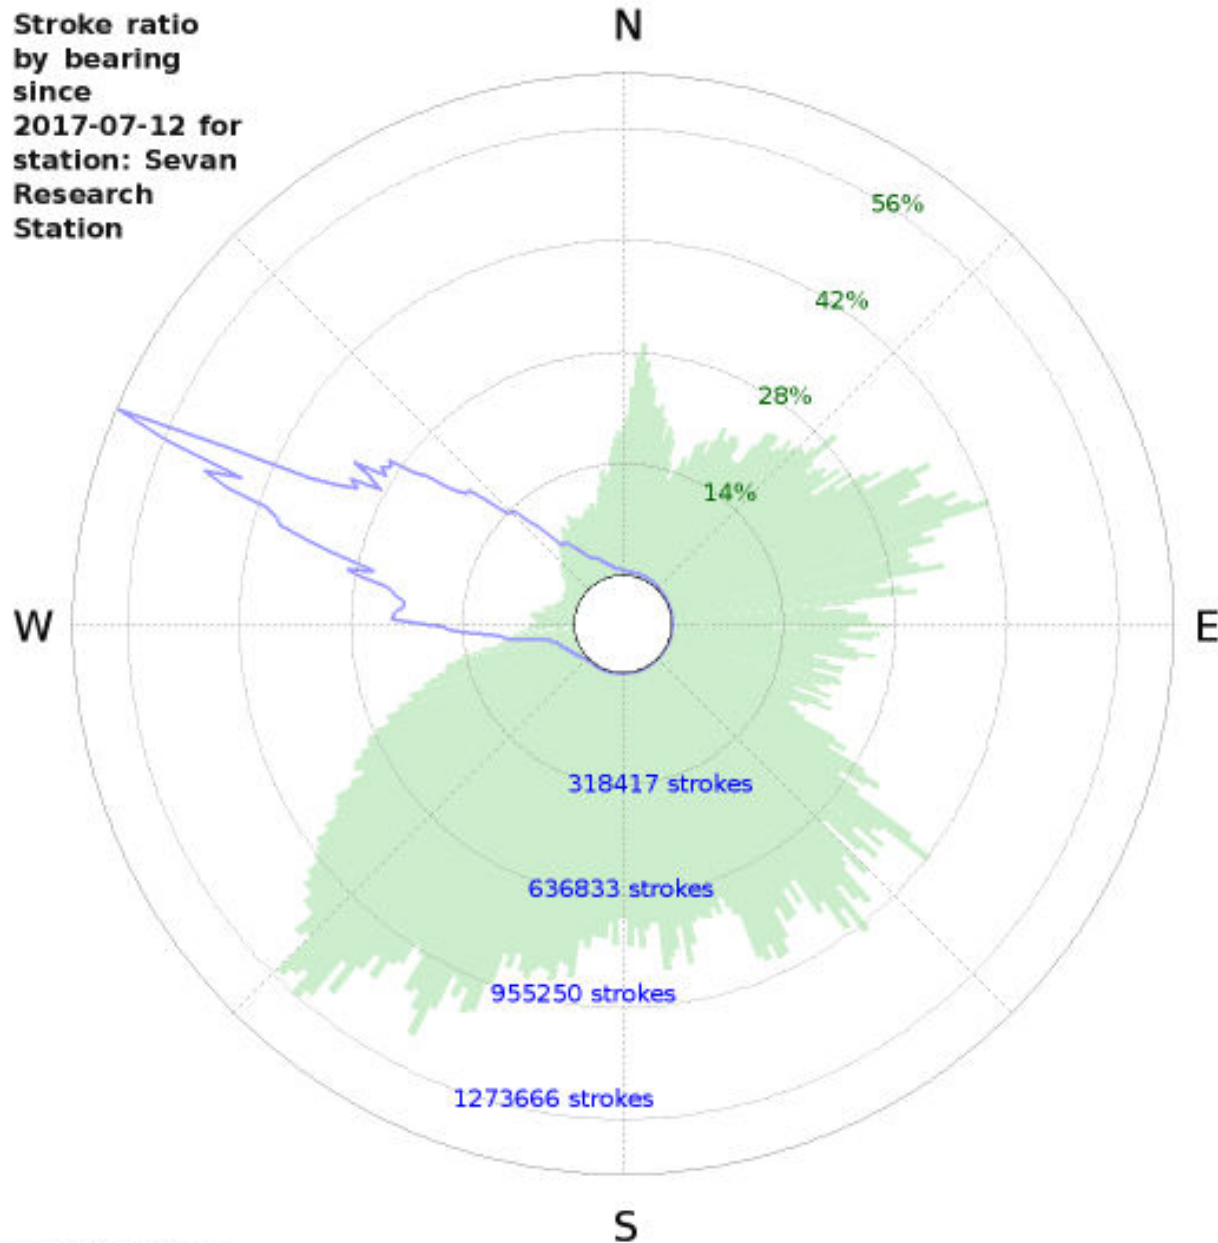 Stroke ratio
by bearing
since
2017-07-12 for
station: Sevan
Research
Station
N
56%
42%
28%
14%
W
E
318417 strokes
636833 strokes
955250 strokes
1273666 strokes
S